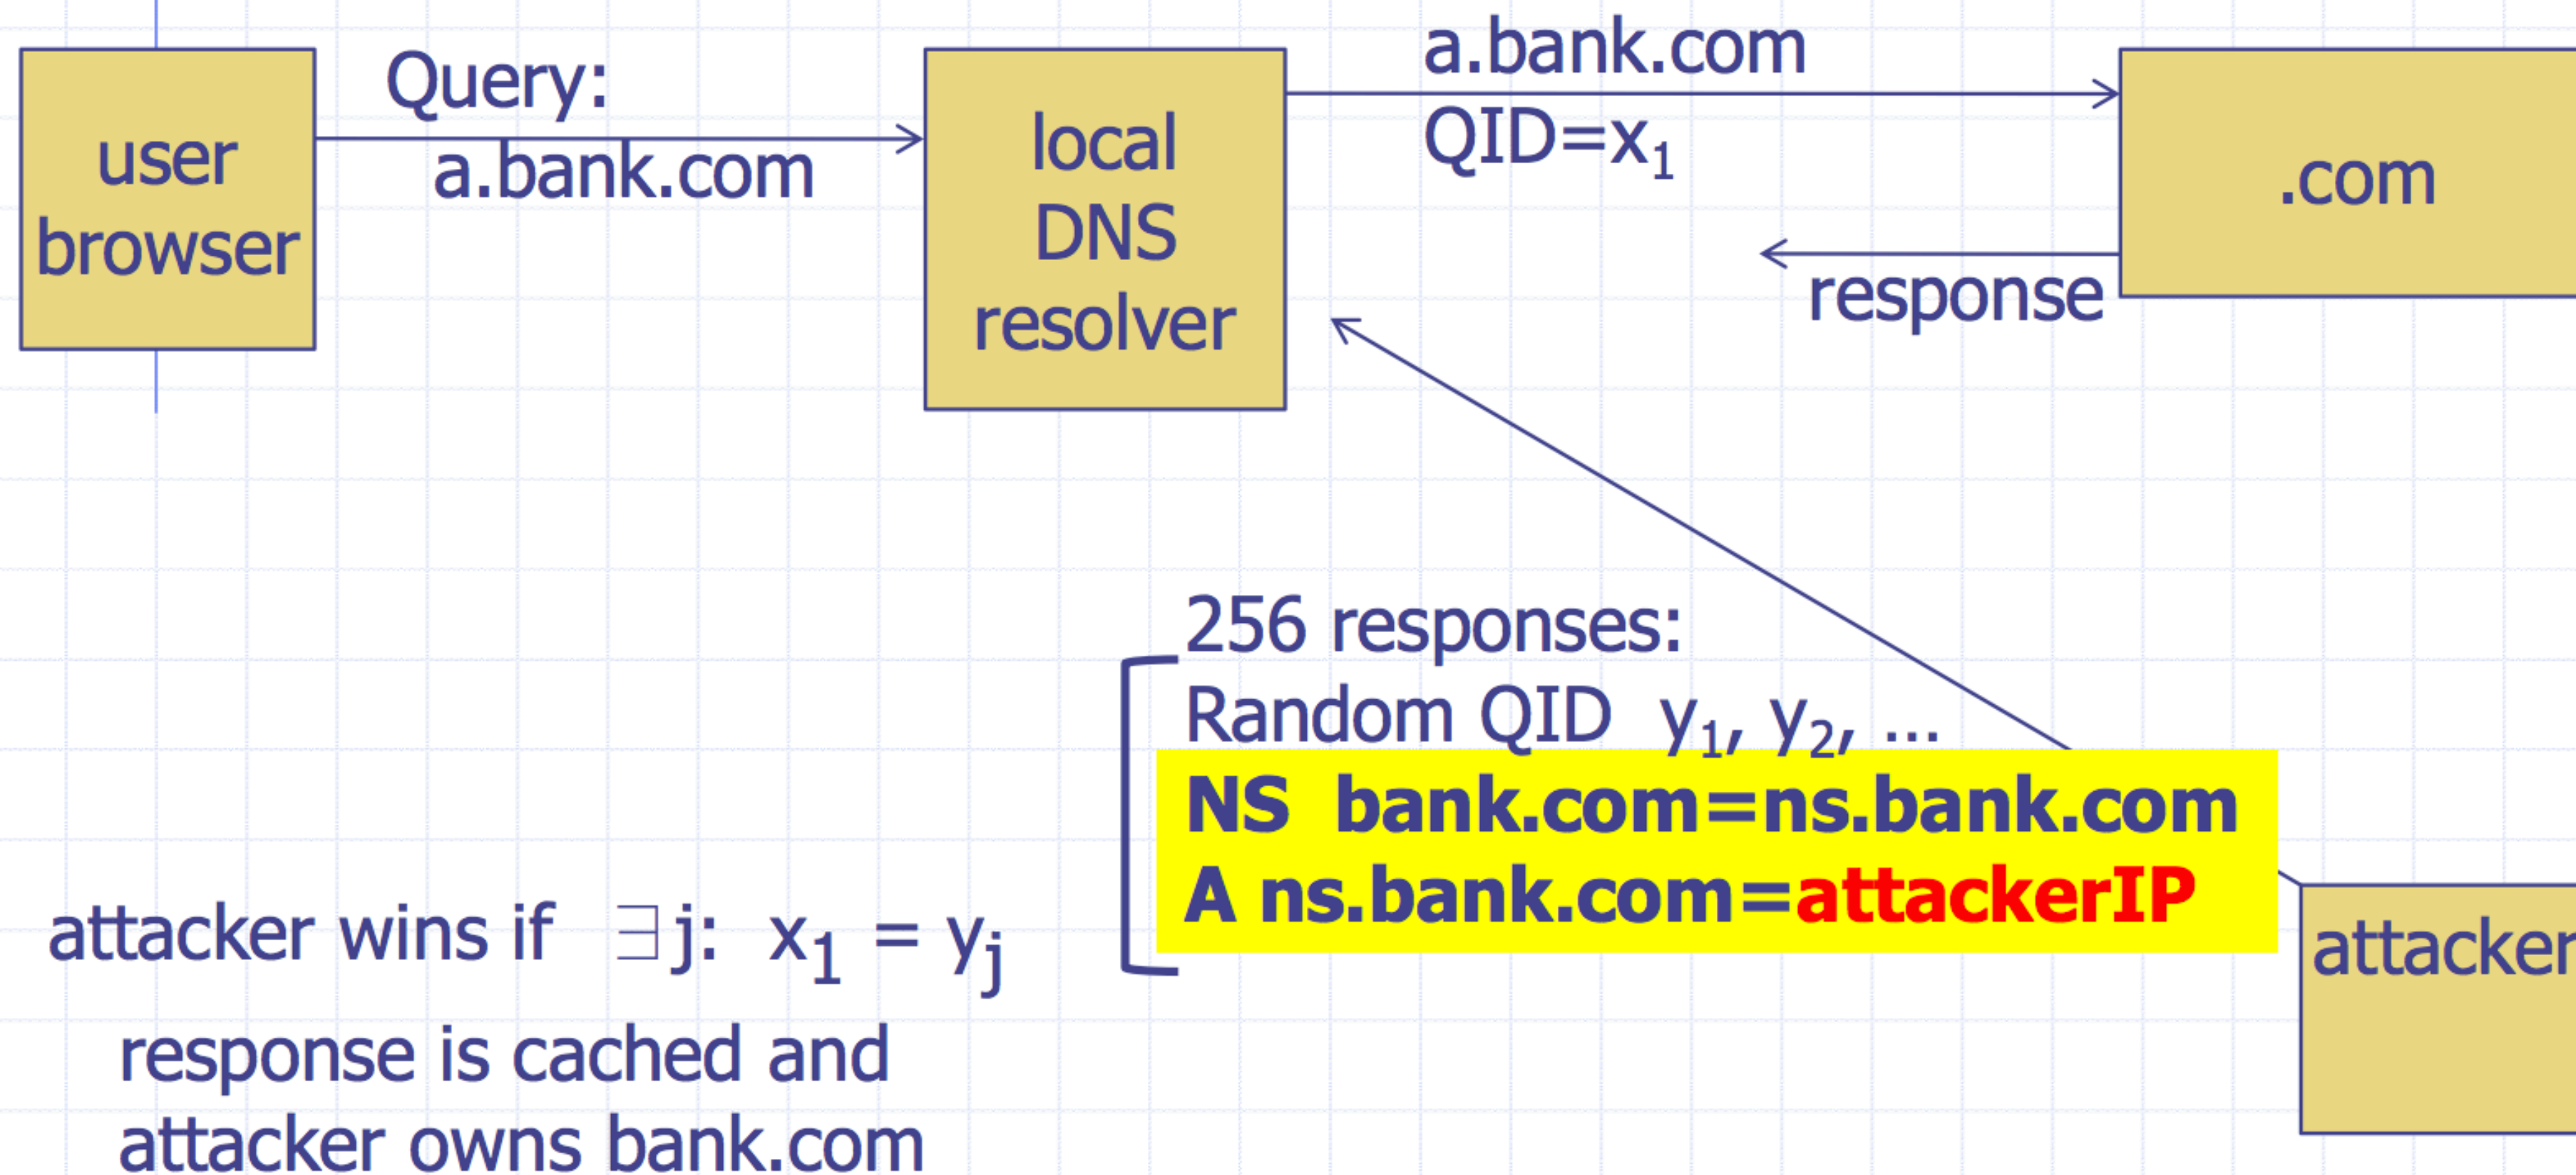 user
browser
Query:
a.bank.com
local
DNS
resolver
a.bank.com
QID=x₁
.com
response
256 responses:
Random QID y₁, y₂, ...
NS bank.com=ns.bank.com
A ns.bank.com=attackerIP
attacker
attacker wins if ∃j: x₁ = yⱼ
response is cached and
attacker owns bank.com